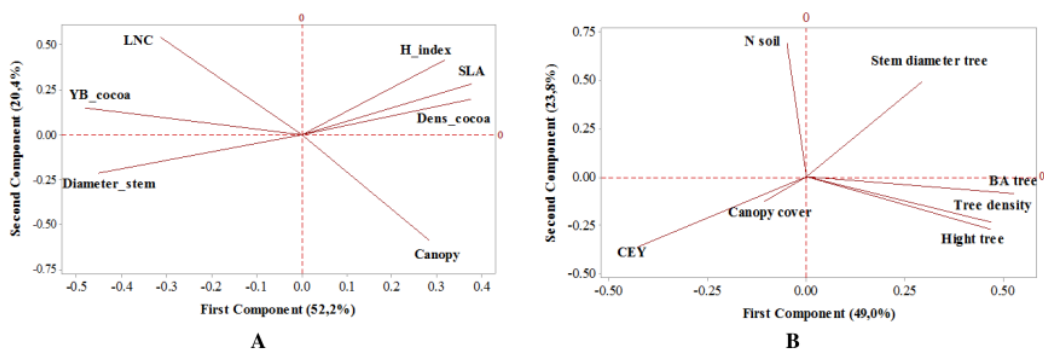 0
0.50
0.25
0.00
-0.25
-0.50
-0.75
Second Component (20,4%)
LNC
H_index
SLA
YB_cocoa
Dens_cocoa
0
Diameter_stem
Canopy
-0.5
-0.4
-0.3
-0.2
-0.1
0.0
0.1
0.2
0.3
0.4
First Component (52,2%)
A
0
0.75
0.50
0.25
0.00
-0.25
-0.50
Second Component (23,8%)
N soil
Stem diameter tree
0
BA tree
Tree density
Canopy cover
Hight tree
CEY
-0.50
-0.25
0.00
0.25
0.50
First Component (49,0%)
B